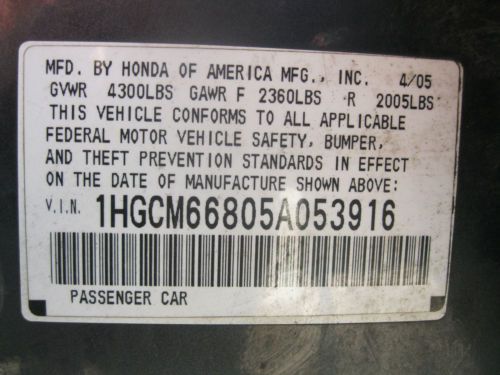 MFD. BY HONDA OF AMERICA MFG., INC. 4/05
GVWR 4300LBS GAWR F 2360LBS R 2005LBS
THIS VEHICLE CONFORMS TO ALL APPLICABLE
FEDERAL MOTOR VEHICLE SAFETY, BUMPER,
AND THEFT PREVENTION STANDARDS IN EFFECT
ON THE DATE OF MANUFACTURE SHOWN ABOVE:
V.I.N. 1HGCM66805A053916
PASSENGER CAR